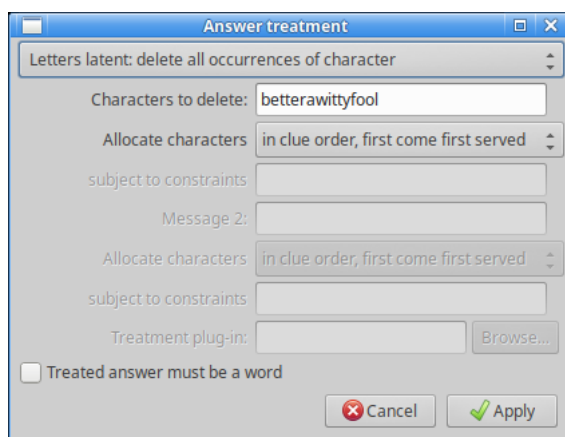 Answer treatment
Letters latent: delete all occurrences of character
Characters to delete: betterawittyfool
Allocate characters in clue order, first come first served
subject to constraints
Message 2:
Allocate characters in clue order, first come first served
subject to constraints
Treatment plug-in: Browse...
Treated answer must be a word
Cancel Apply